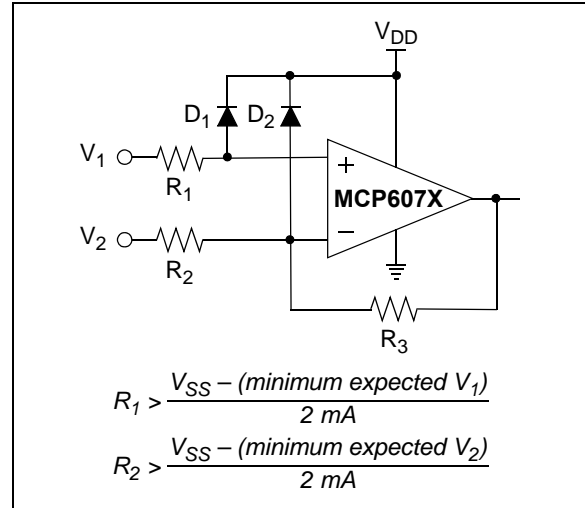 V_DD
D_1 D_2
V_1
R_1
+
MCP607X
V_2
R_2
–
R_3
R_1 > V_SS – (minimum expected V_1)
2 mA
R_2 > V_SS – (minimum expected V_2)
2 mA